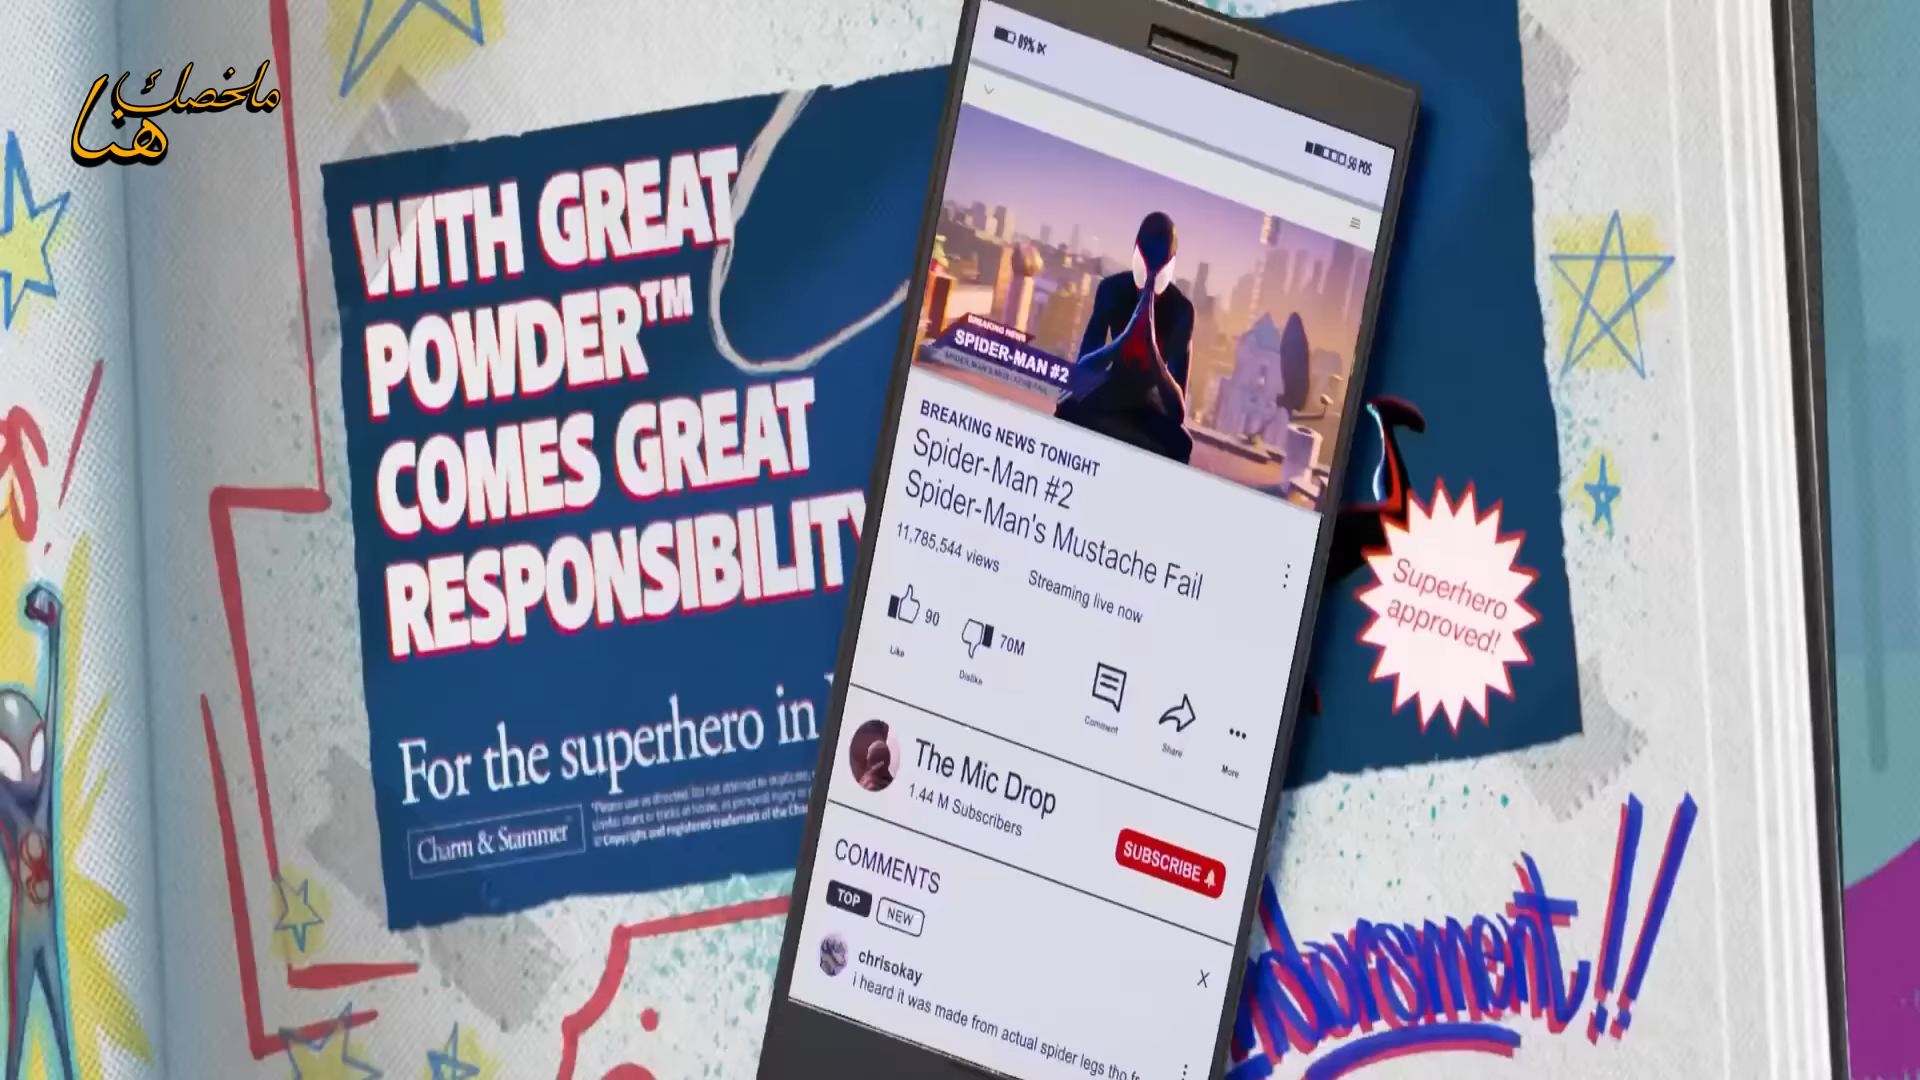 ملخصك
هنا
WITH GREAT
POWDER™
COMES GREAT
RESPONSIBILITY
For the superhero in
Charm & Stammer
89%
5G
BREAKING NEWS
SPIDER-MAN #2
BREAKING NEWS TONIGHT
Spider-Man #2
Spider-Man's Mustache Fail
11,785,544 views Streaming live now
90 70M
Like Dislike Comment Share More
The Mic Drop
1.44 M Subscribers
SUBSCRIBE
COMMENTS
TOP NEW
chrisokay
i heard it was made from actual spider legs tho
Superhero
approved!
ndorsment!!